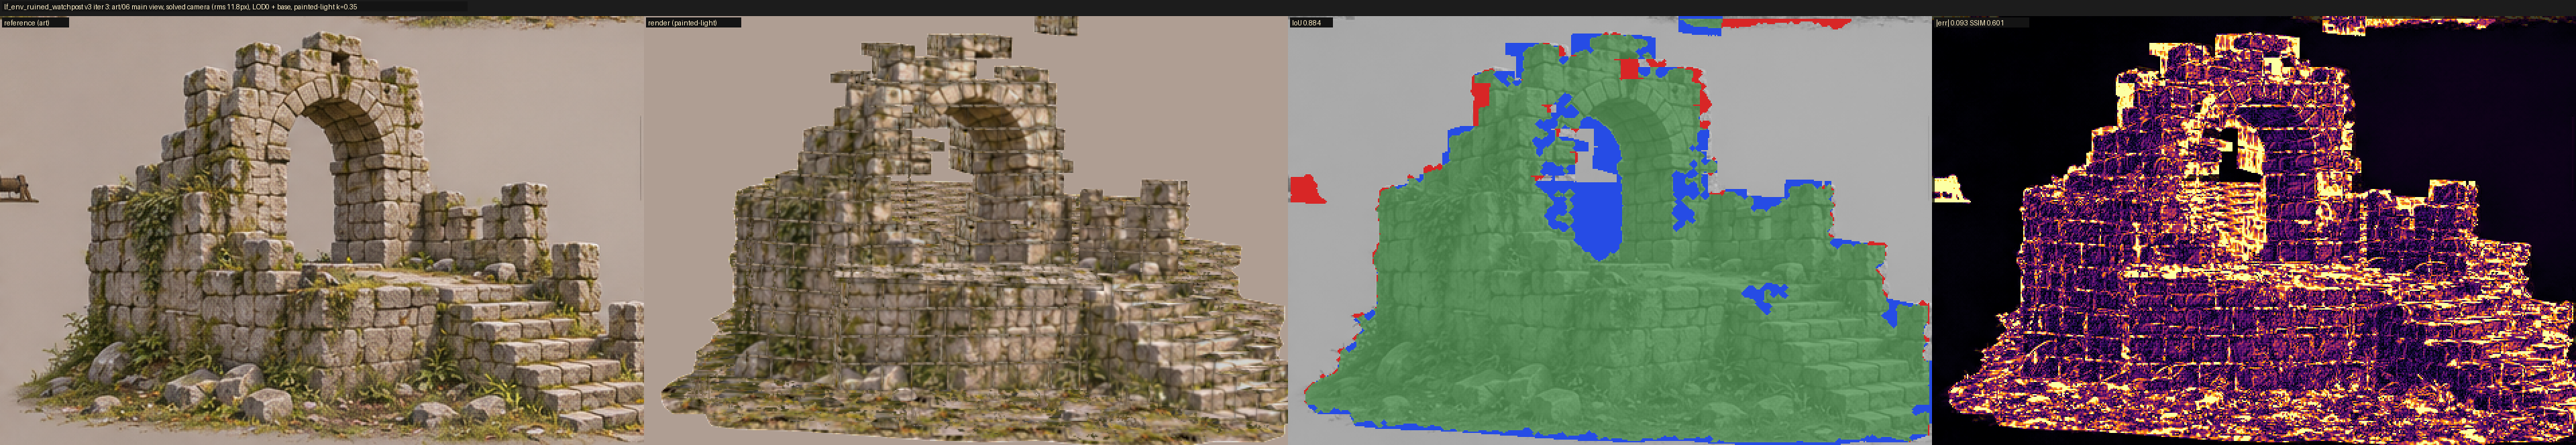 lf_env_ruined_watchpost v3 iter 3: art/06 main view, solved camera (rms 11.8px), LOD0 + base, painted-light k=0.35
reference (art)
render (painted-light)
IoU 0.884
|err| 0.093 SSIM 0.601